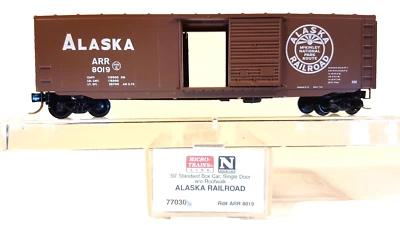 ALASKA
ARR
8019
ALASKA
McKINLEY
NATIONAL
PARK
ROUTE
RAILROAD
MICRO-
TRAINS
LINE
N
50' Standard Box Car, Single Door
w/o Roofwalk
ALASKA RAILROAD
77030
Rd# ARR 8019